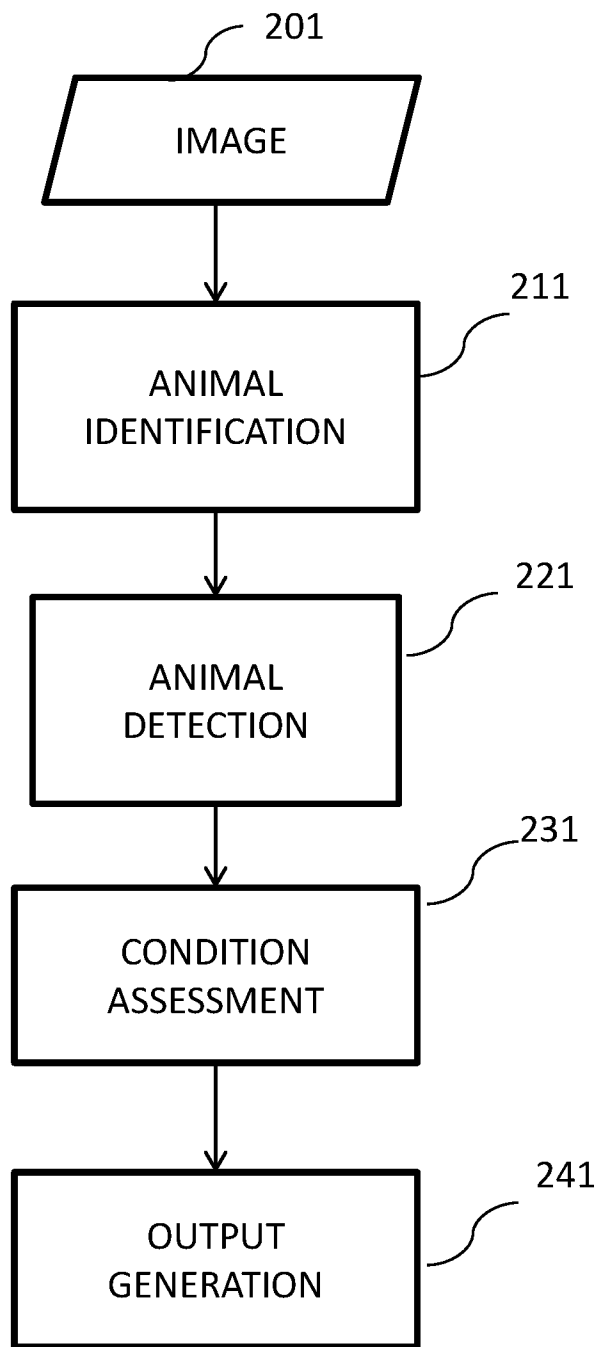 201
IMAGE
211
ANIMAL
IDENTIFICATION
221
ANIMAL
DETECTION
231
CONDITION
ASSESSMENT
241
OUTPUT
GENERATION